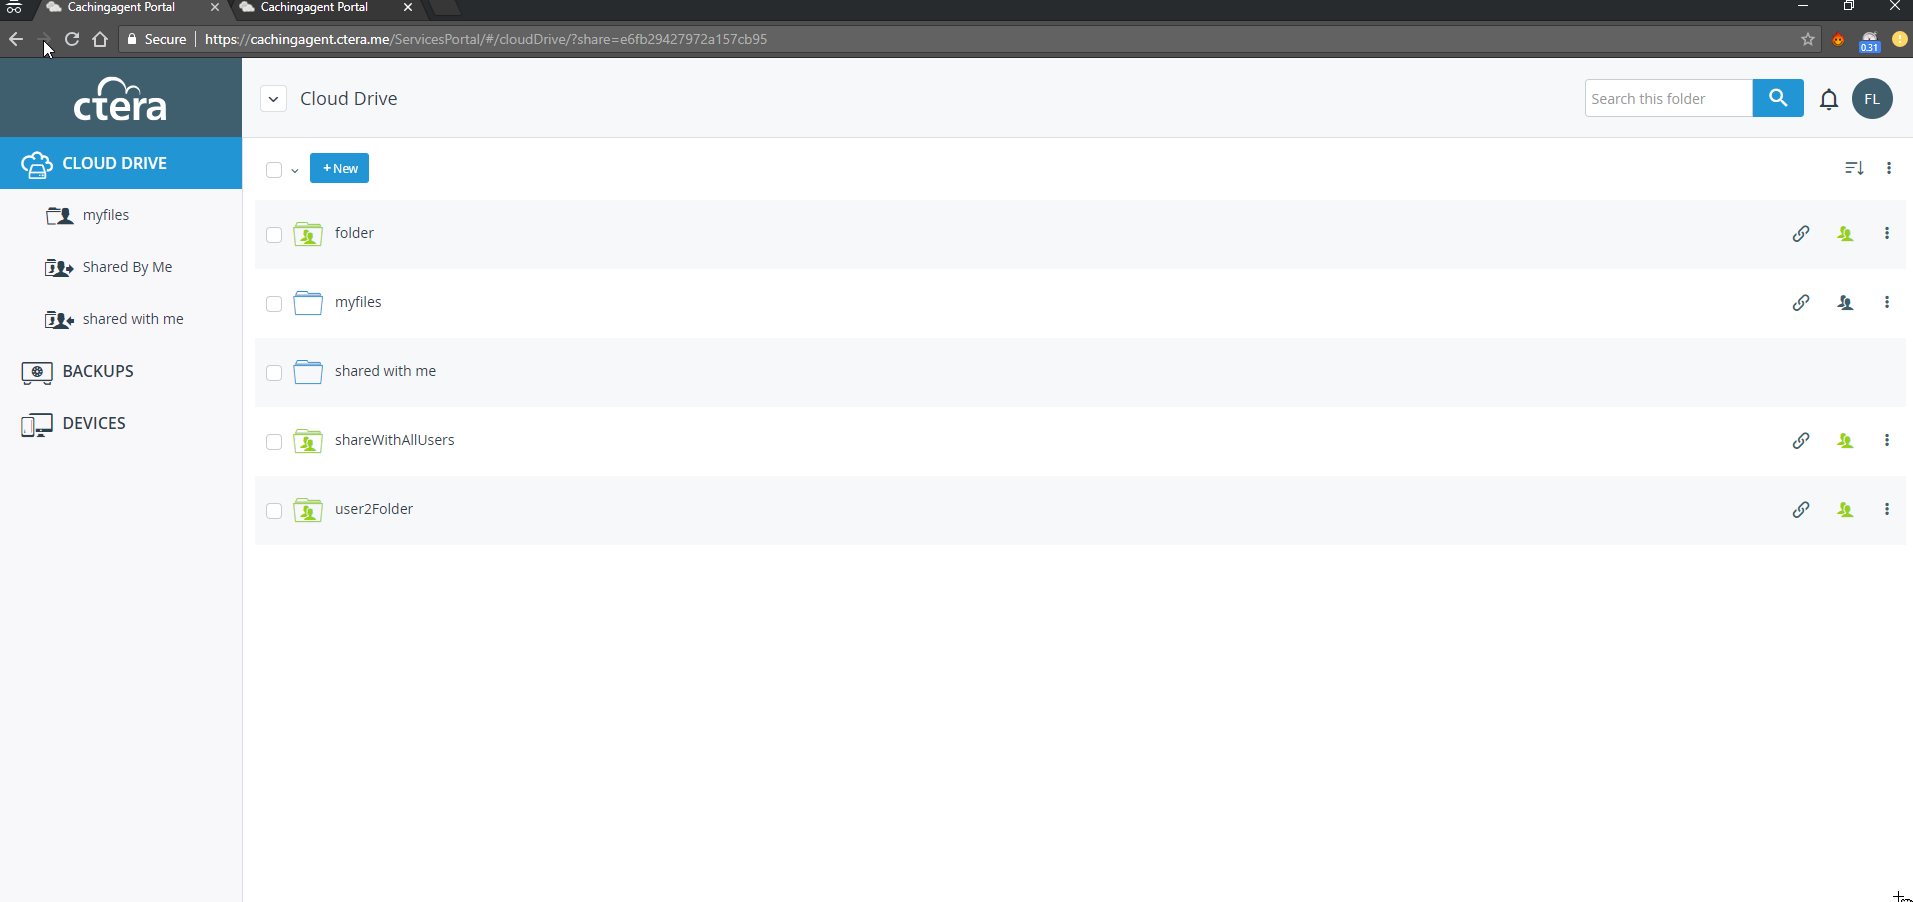 Cachingagent Portal
Cachingagent Portal
Secure
https://cachingagent.ctera.me/ServicesPortal/#/cloudDrive/?share=e6fb29427972a157cb95
0.31
ctera
Cloud Drive
Search this folder
FL
CLOUD DRIVE
+ New
myfiles
Shared By Me
shared with me
BACKUPS
DEVICES
folder
myfiles
shared with me
shareWithAllUsers
user2Folder